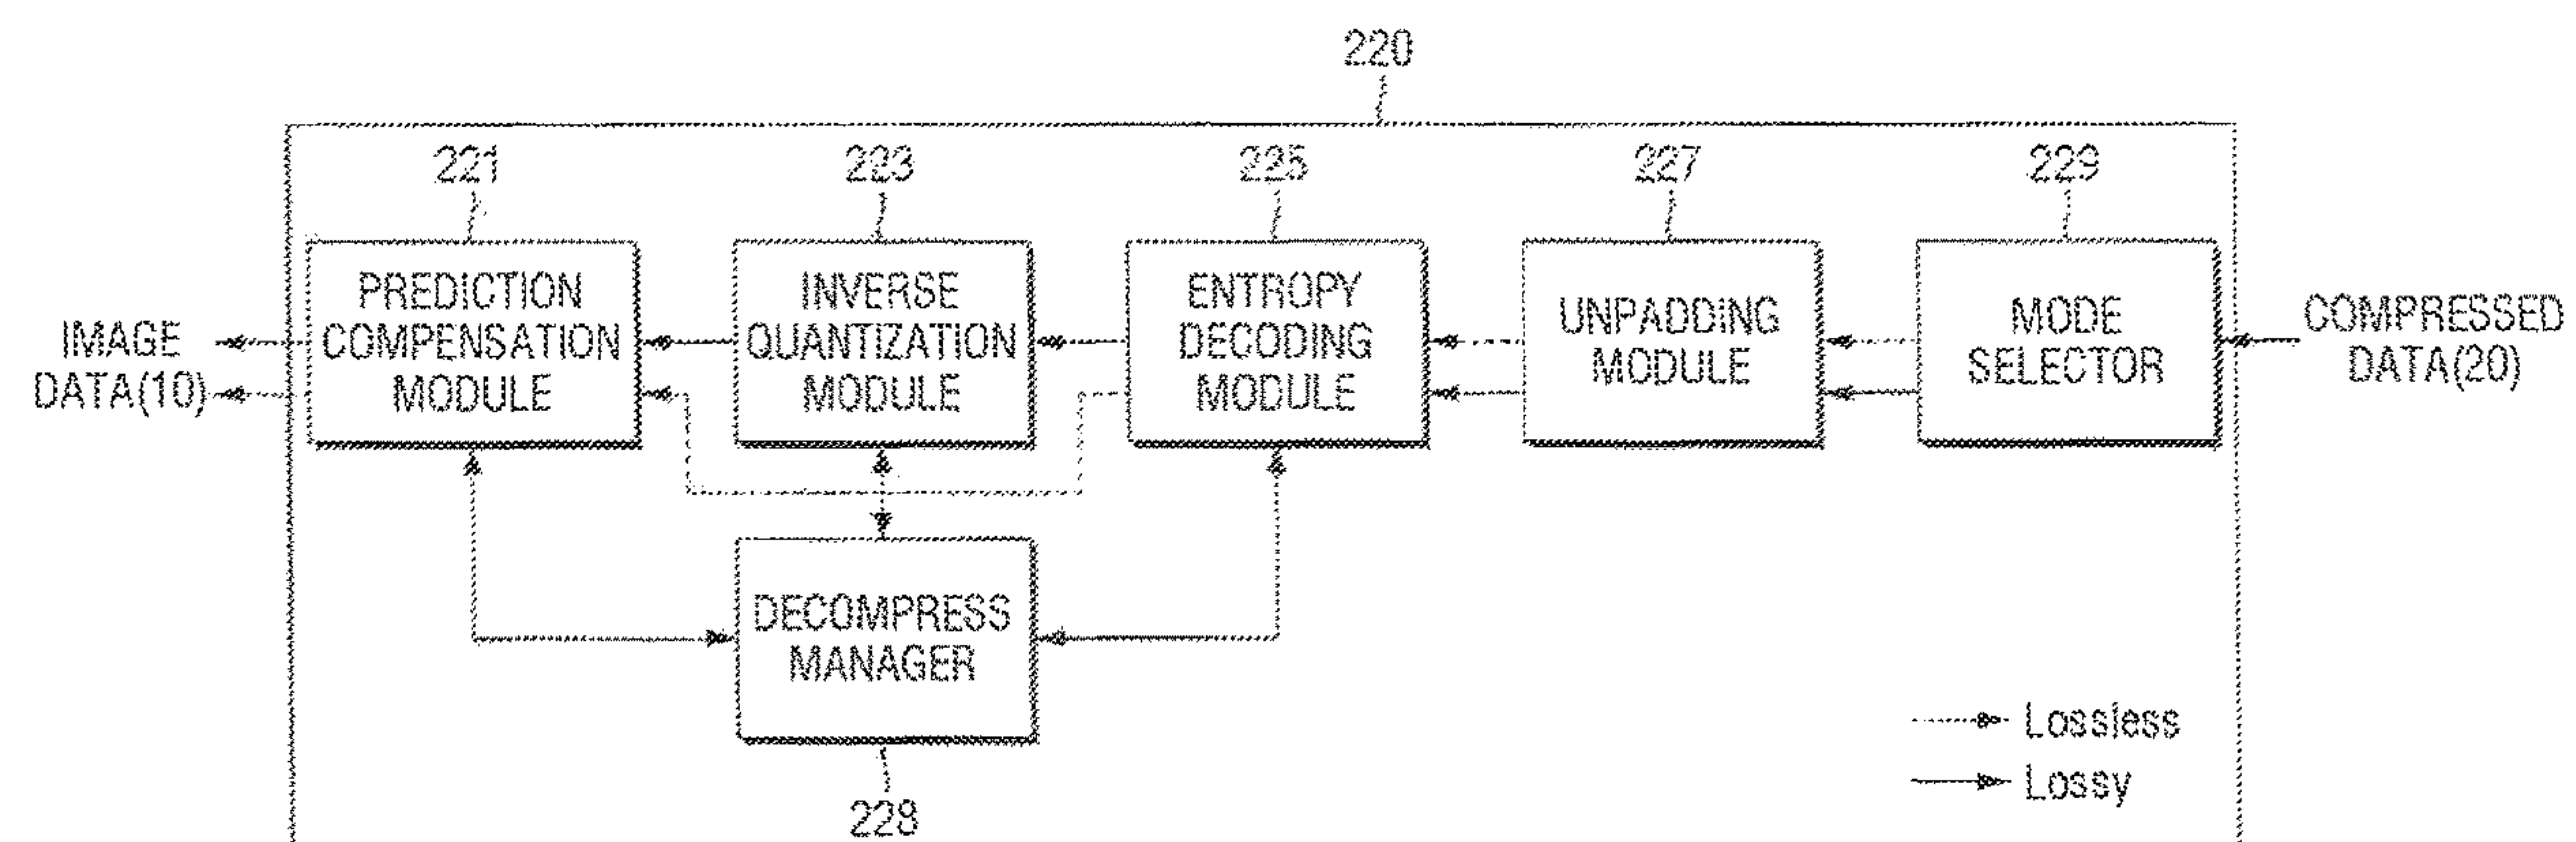 220
221
223
225
227
229
IMAGE
DATA(10)
PREDICTION
COMPENSATION
MODULE
INVERSE
QUANTIZATION
MODULE
ENTROPY
DECODING
MODULE
UNPADDING
MODULE
MODE
SELECTOR
COMPRESSED
DATA(20)
DECOMPRESS
MANAGER
228
Lossless
Lossy